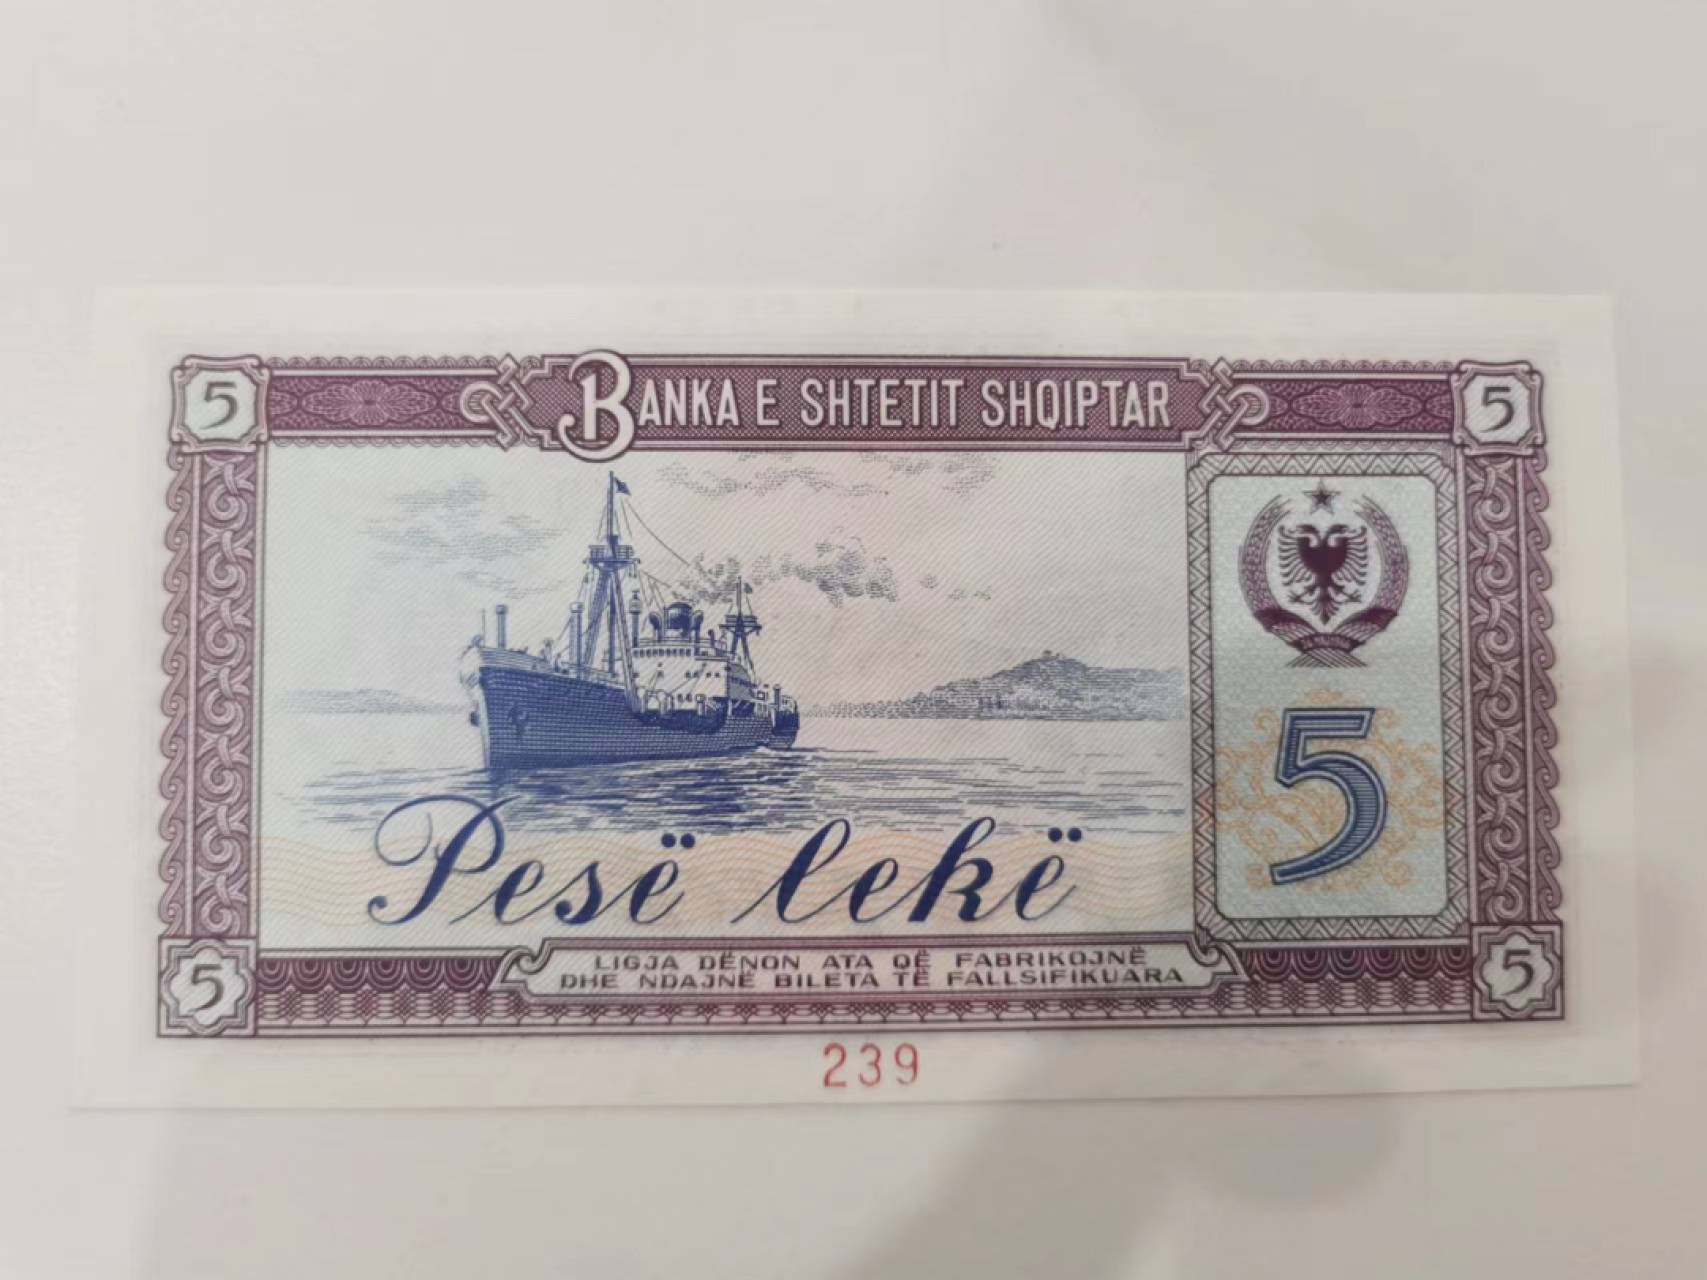 5 BANKA E SHTETIT SHQIPTAR 5
5
Pesë lekë
LIGJA DËNON ATA QË FABRIKOJNË
DHE NDAJNË BILETA TË FALLSIFIKUARA
5 5
239